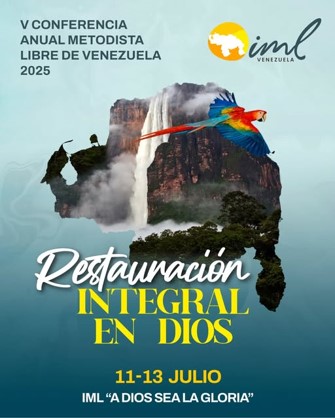 V CONFERENCIA
ANUAL METODISTA
LIBRE DE VENEZUELA
2025
iml
VENEZUELA
Restauración
INTEGRAL
EN DIOS
11-13 JULIO
IML “A DIOS SEA LA GLORIA”